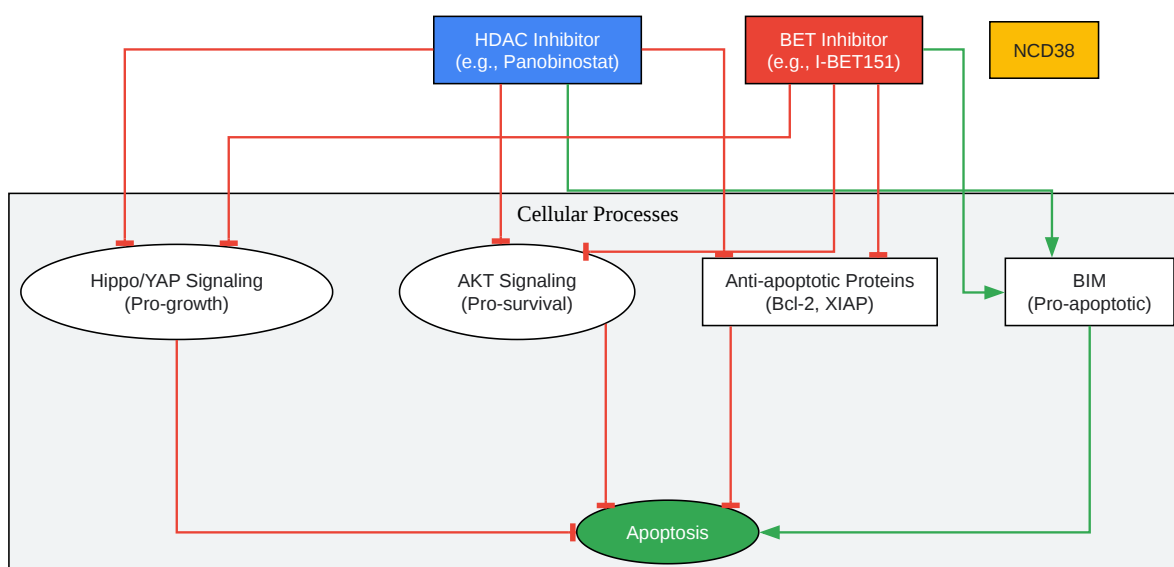 HDAC Inhibitor
(e.g., Panobinostat)
BET Inhibitor
(e.g., I-BET151)
NCD38
Cellular Processes
Hippo/YAP Signaling
(Pro-growth)
AKT Signaling
(Pro-survival)
Anti-apoptotic Proteins
(Bcl-2, XIAP)
BIM
(Pro-apoptotic)
Apoptosis